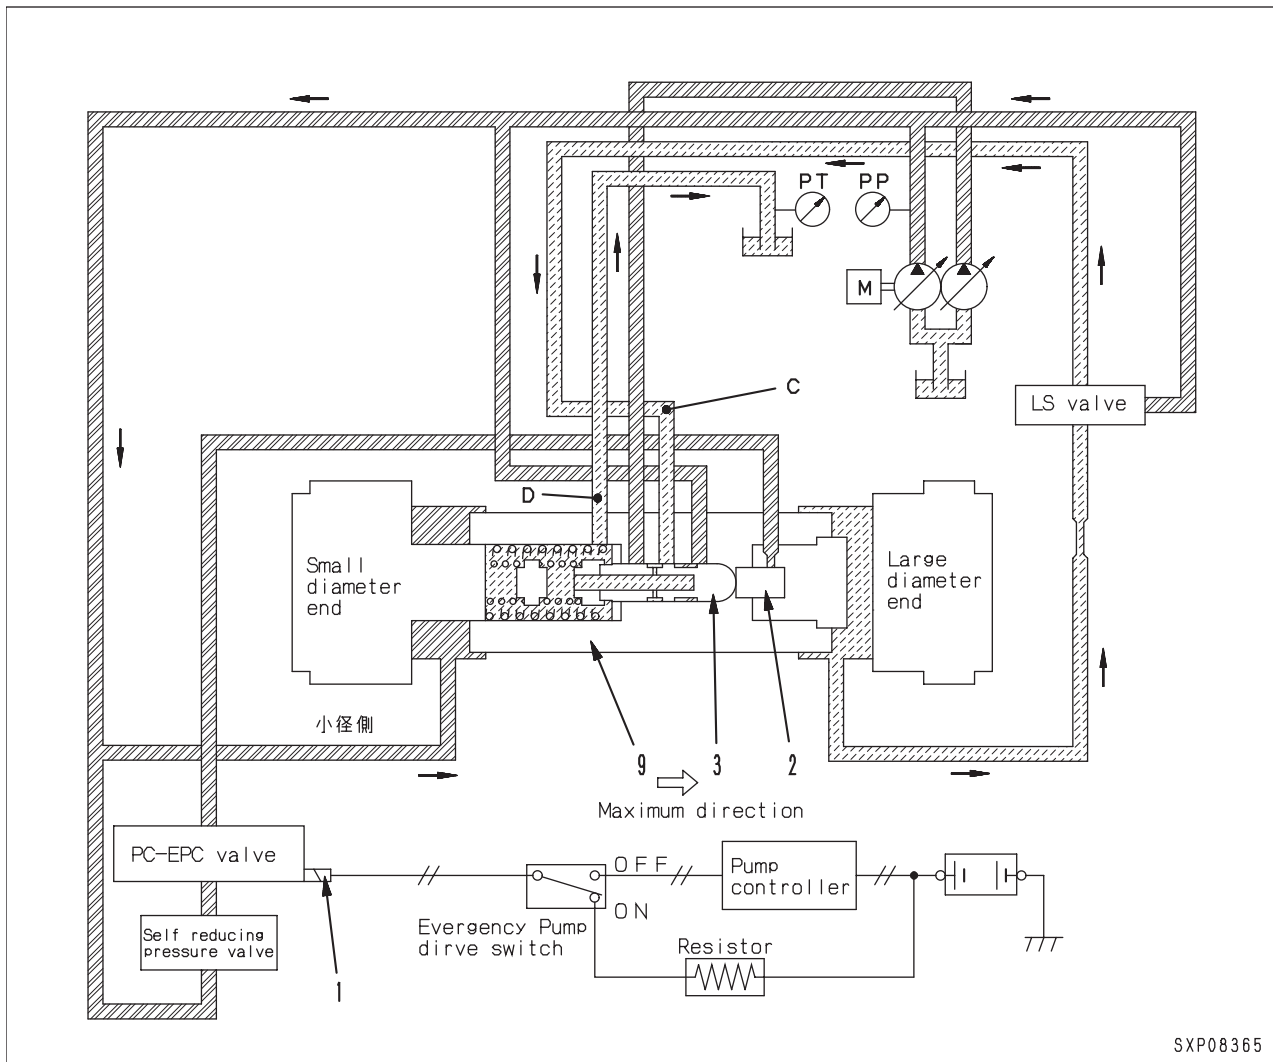 PT PP
M
C
LS valve
D
Small
diameter
end
Large
diameter
end
小径側
9 3 2
Maximum direction
PC-EPC valve
OFF
ON
Pump
controller
Evergency Pump
dirve switch
Self reducing
pressure valve
Resistor
1
SXP08365